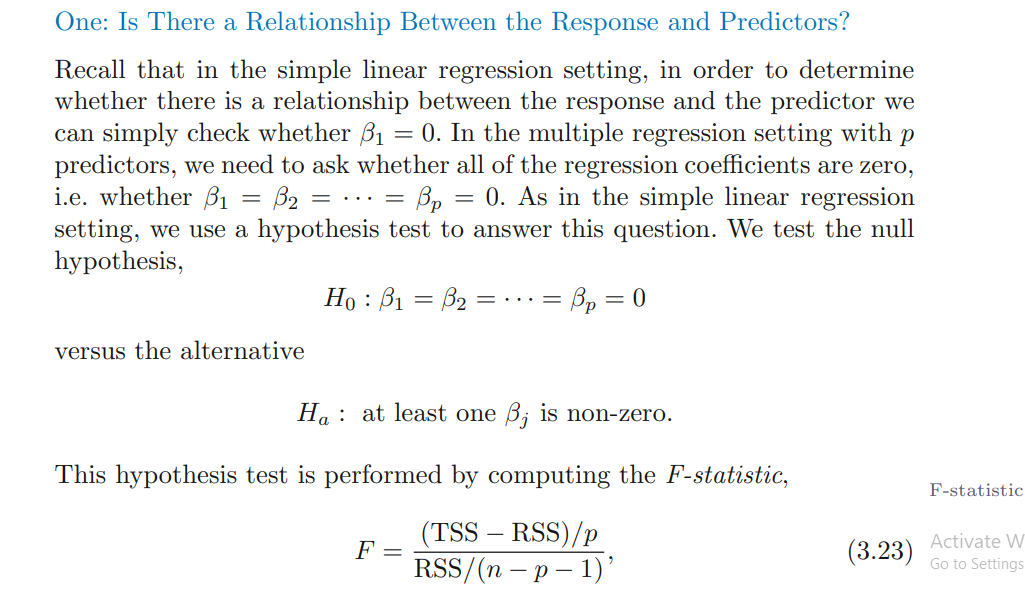 One: Is There a Relationship Between the Response and Predictors?
Recall that in the simple linear regression setting, in order to determine
whether there is a relationship between the response and the predictor we
can simply check whether β₁ = 0. In the multiple regression setting with p
predictors, we need to ask whether all of the regression coefficients are zero,
i.e. whether β₁ = β₂ = ⋯ = βₚ = 0. As in the simple linear regression
setting, we use a hypothesis test to answer this question. We test the null
hypothesis,
H₀ : β₁ = β₂ = ⋯ = βₚ = 0
versus the alternative
Hₐ : at least one βⱼ is non-zero.
This hypothesis test is performed by computing the F-statistic,
F-statistic
F = (TSS − RSS)/p / RSS/(n − p − 1) ,
(3.23)
Activate W
Go to Settings